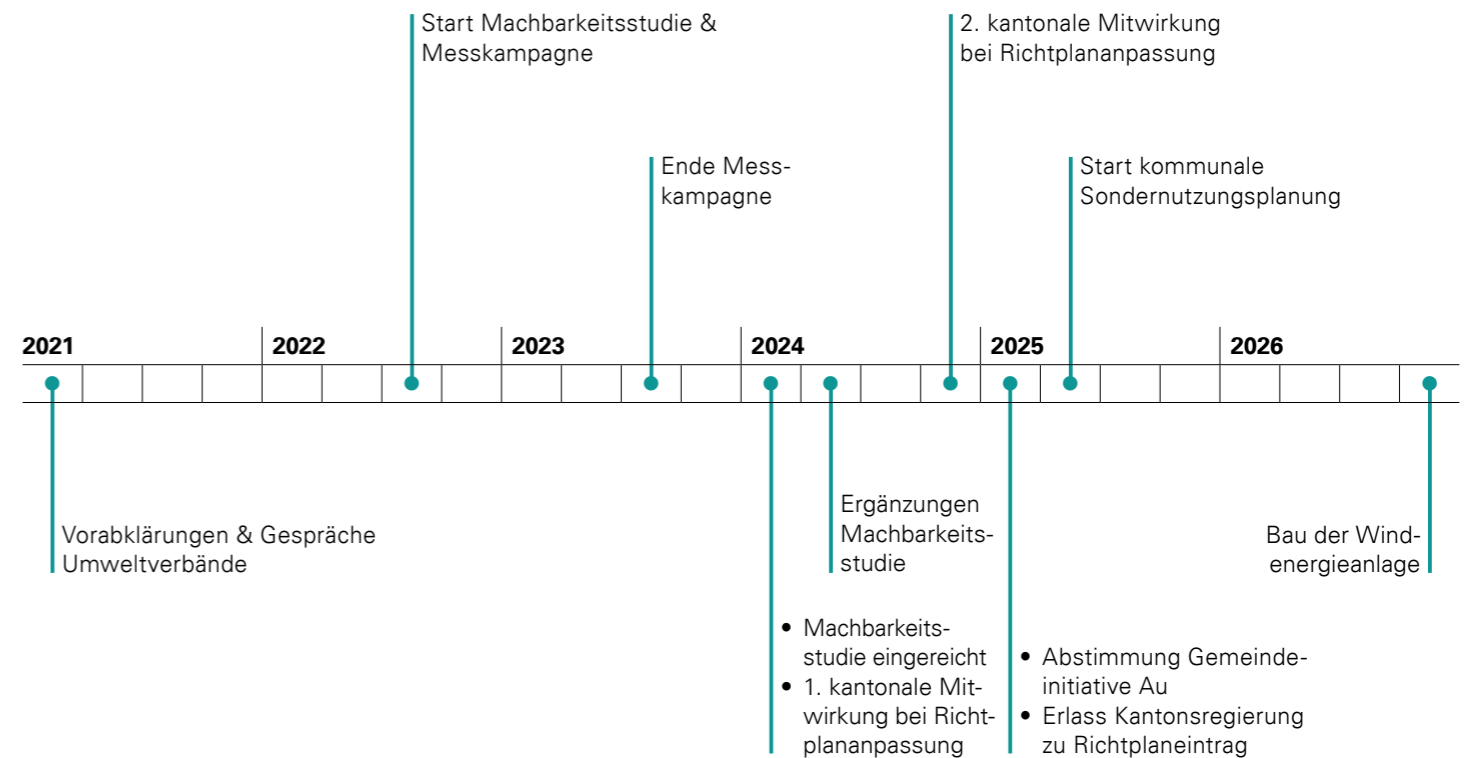 Start Machbarkeitsstudie &
Messkampagne
2. kantonale Mitwirkung
bei Richtplananpassung
Ende Mess-
kampagne
Start kommunale
Sondernutzungsplanung
2021
2022
2023
2024
2025
2026
Vorabklärungen & Gespräche
Umweltverbände
Ergänzungen
Machbarkeits-
studie
Bau der Wind-
energieanlage
• Machbarkeits-
studie eingereicht
• 1. kantonale Mit-
wirkung bei Richt-
plananpassung
• Abstimmung Gemeinde-
initiative Au
• Erlass Kantonsregierung
zu Richtplaneintrag